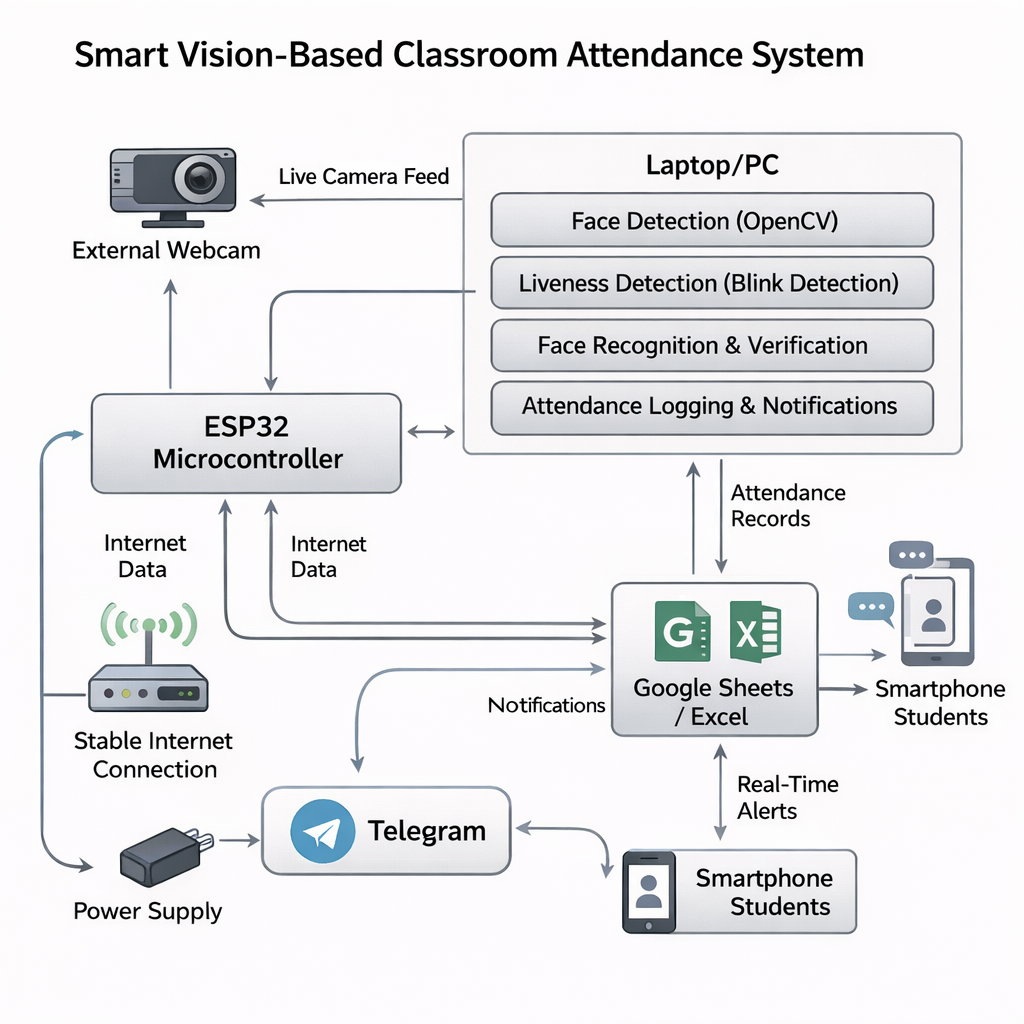 Smart Vision-Based Classroom Attendance System
Live Camera Feed
External Webcam
Laptop/PC
Face Detection (OpenCV)
Liveness Detection (Blink Detection)
Face Recognition & Verification
Attendance Logging & Notifications
ESP32
Microcontroller
Attendance
Records
Internet
Data
Internet
Data
G
X
Google Sheets
/ Excel
Smartphone
Students
Notifications
Stable Internet
Connection
Real-Time
Alerts
Telegram
Power Supply
Smartphone
Students